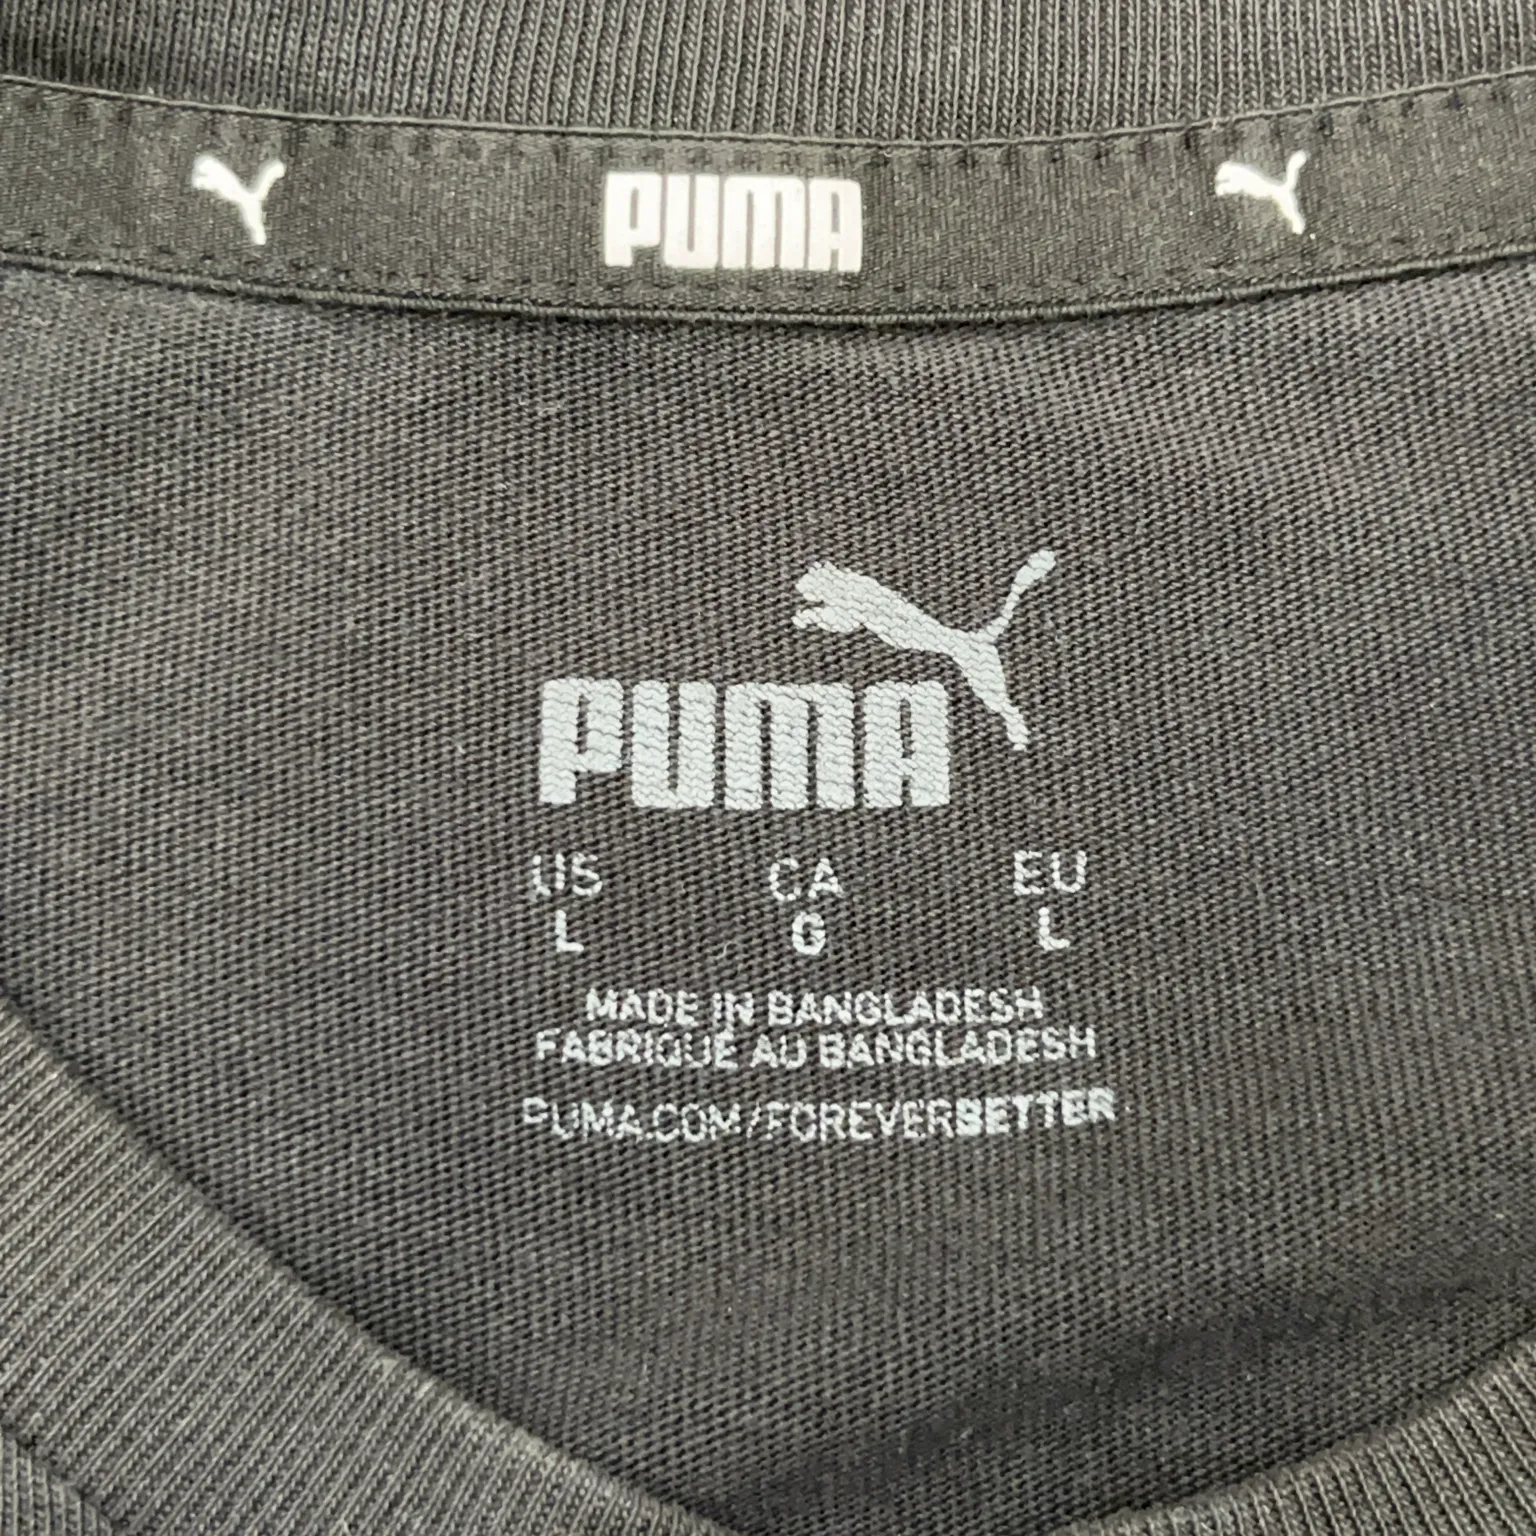 PUMA
PUMA
US CA EU
L G L
MADE IN BANGLADESH
FABRIQUÉ AU BANGLADESH
PUMA.COM/FOREVERBETTER